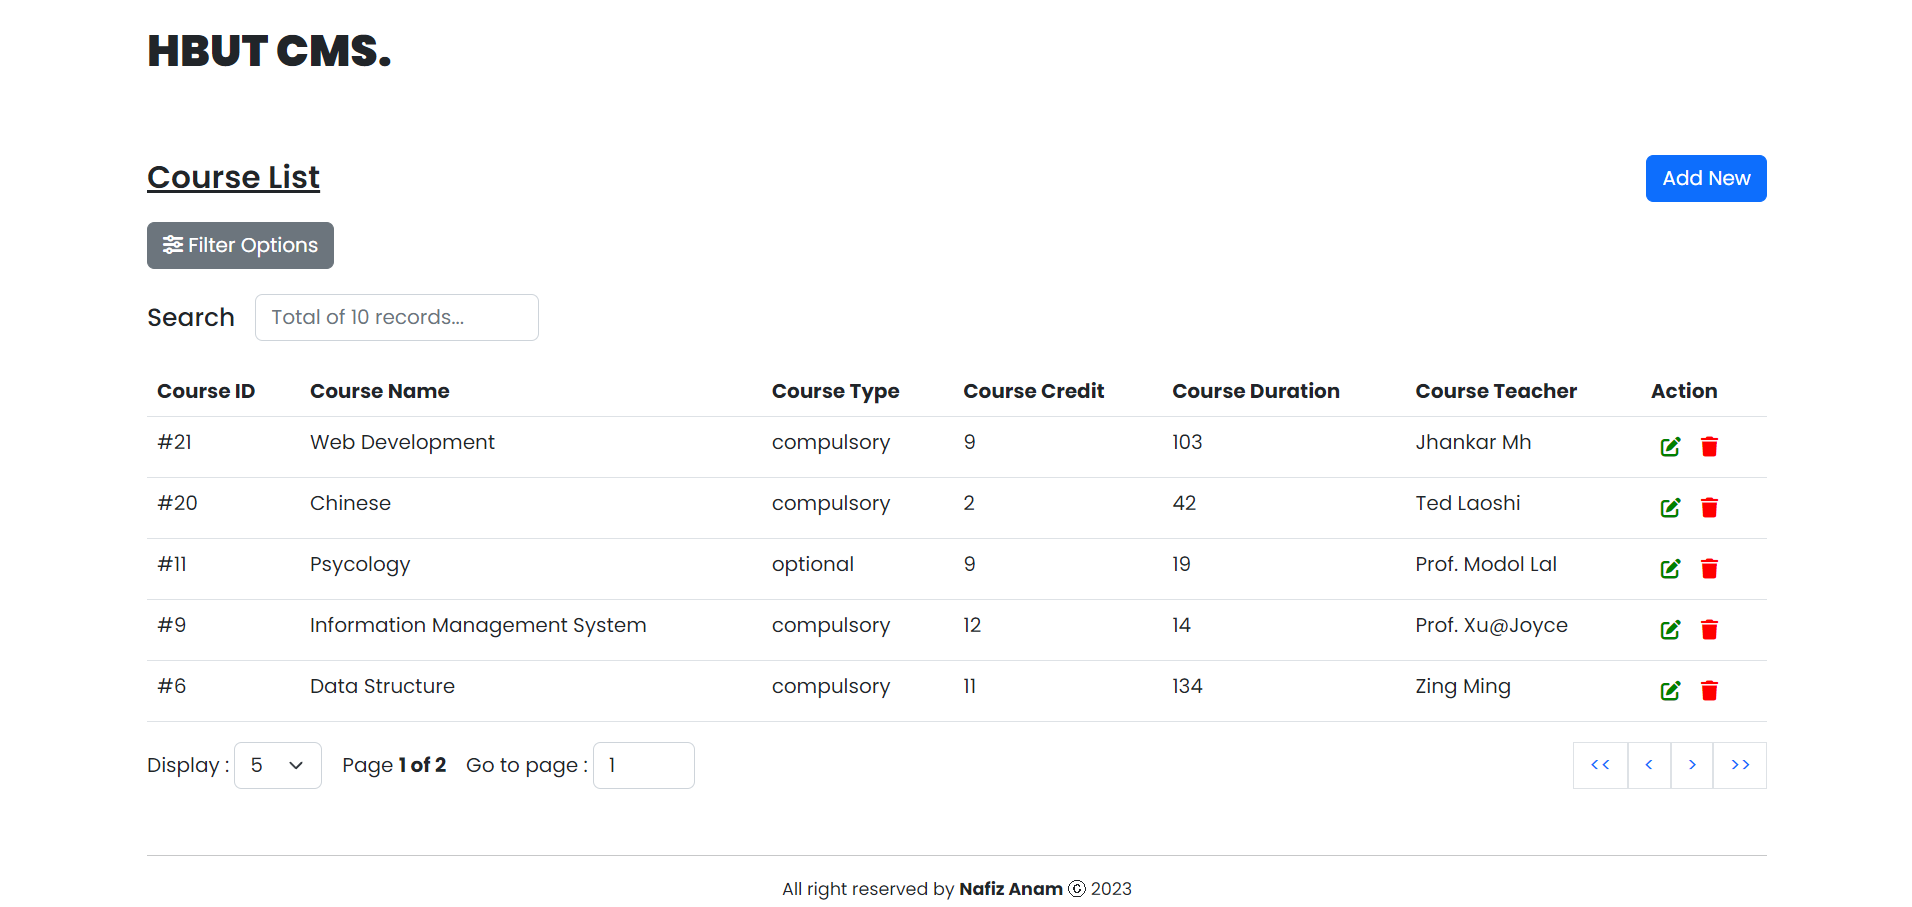 HBUT CMS.
Course List
Add New
Filter Options
Search Total of 10 records...
Course ID Course Name Course Type Course Credit Course Duration Course Teacher Action
#21 Web Development compulsory 9 103 Jhankar Mh
#20 Chinese compulsory 2 42 Ted Laoshi
#11 Psycology optional 9 19 Prof. Modol Lal
#9 Information Management System compulsory 12 14 Prof. Xu@Joyce
#6 Data Structure compulsory 11 134 Zing Ming
Display : 5 Page 1 of 2 Go to page : 1 << < > >>
All right reserved by Nafiz Anam © 2023